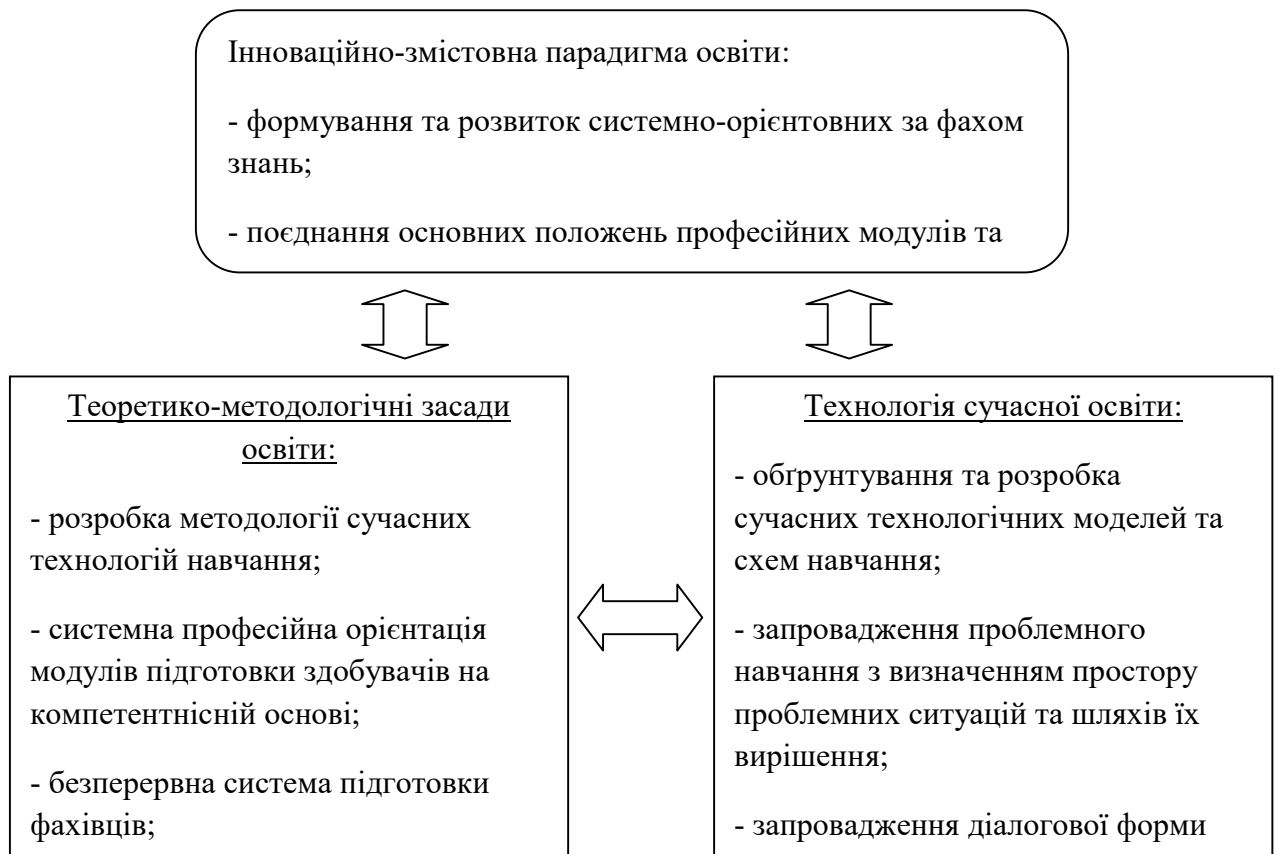 Інноваційно-змістовна парадигма освіти:
- формування та розвиток системно-орієнтовних за фахом
знань;
- поєднання основних положень професійних модулів та
Теоретико-методологічні засади
освіти:
- розробка методології сучасних
технологій навчання;
- системна професійна орієнтація
модулів підготовки здобувачів на
компетентнісній основі;
- безперервна система підготовки
фахівців;
Технологія сучасної освіти:
- обґрунтування та розробка
сучасних технологічних моделей та
схем навчання;
- запровадження проблемного
навчання з визначенням простору
проблемних ситуацій та шляхів їх
вирішення;
- запровадження діалогової форми